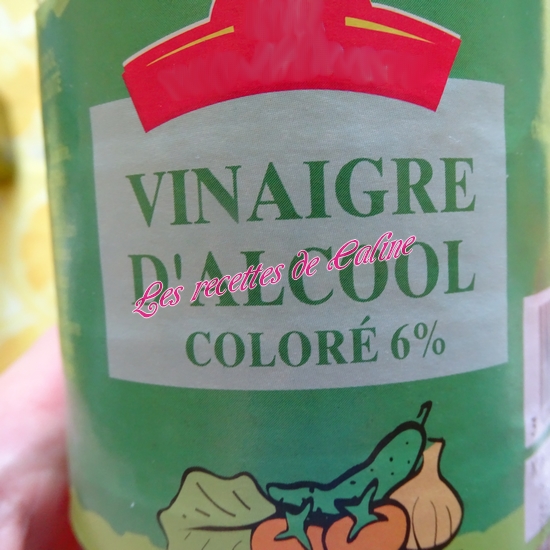 VINAIGRE
D'ALCOOL
Les recettes de Caline
COLORÉ 6%